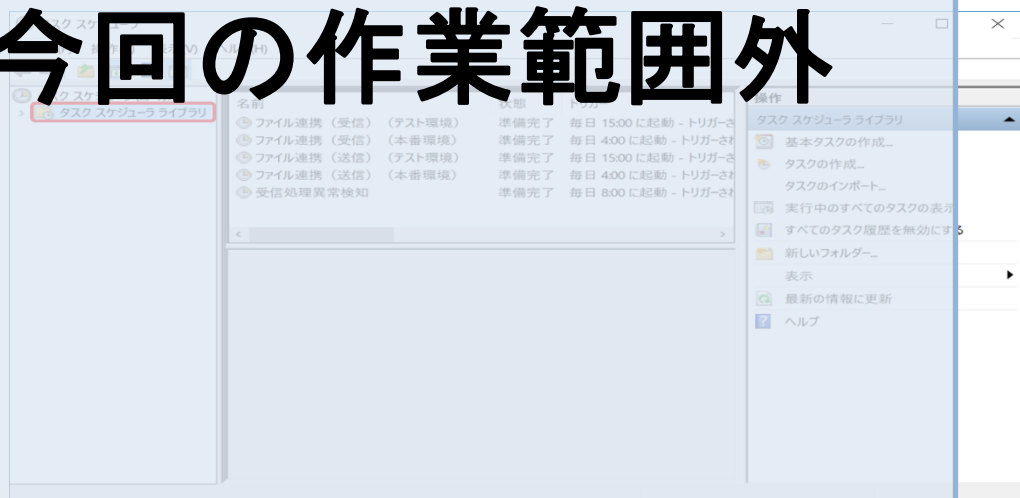 今回の作業範囲外
タスク スケジューラ ライブラリ
名前 状態 トリガー
ファイル連携（受信）（テスト環境） 準備完了 毎日 15:00 に起動 - トリガーさ
ファイル連携（受信）（本番環境） 準備完了 毎日 4:00 に起動 - トリガーされ
ファイル連携（送信）（テスト環境） 準備完了 毎日 15:00 に起動 - トリガーさ
ファイル連携（送信）（本番環境） 準備完了 毎日 4:00 に起動 - トリガーされ
受信処理異常検知 準備完了 毎日 8:00 に起動 - トリガーされ
操作
タスク スケジューラ ライブラリ
基本タスクの作成...
タスクの作成...
タスクのインポート...
実行中のすべてのタスクの表示
すべてのタスク履歴を無効にする
新しいフォルダー...
表示
最新の情報に更新
ヘルプ